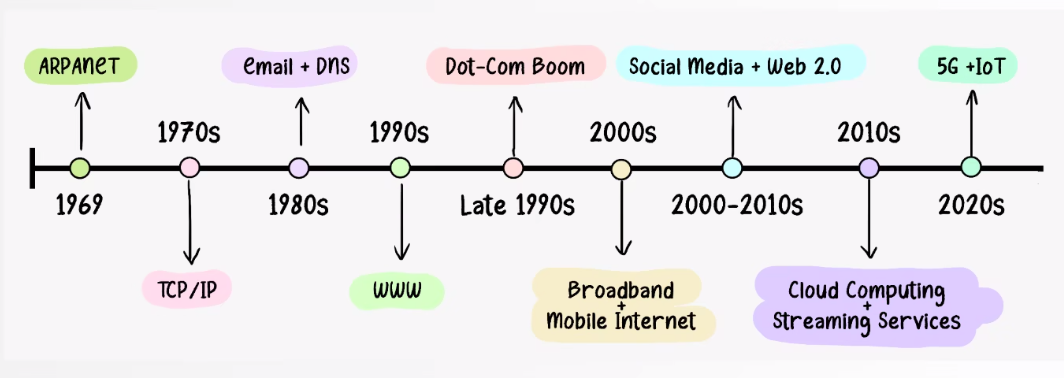 ARPANET
email + DNS
Dot-Com Boom
Social Media + Web 2.0
5G +IoT
1970s
1990s
2000s
2010s
1969
1980s
Late 1990s
2000-2010s
2020s
TCP/IP
WWW
Broadband
+
Mobile Internet
Cloud Computing
+
Streaming Services